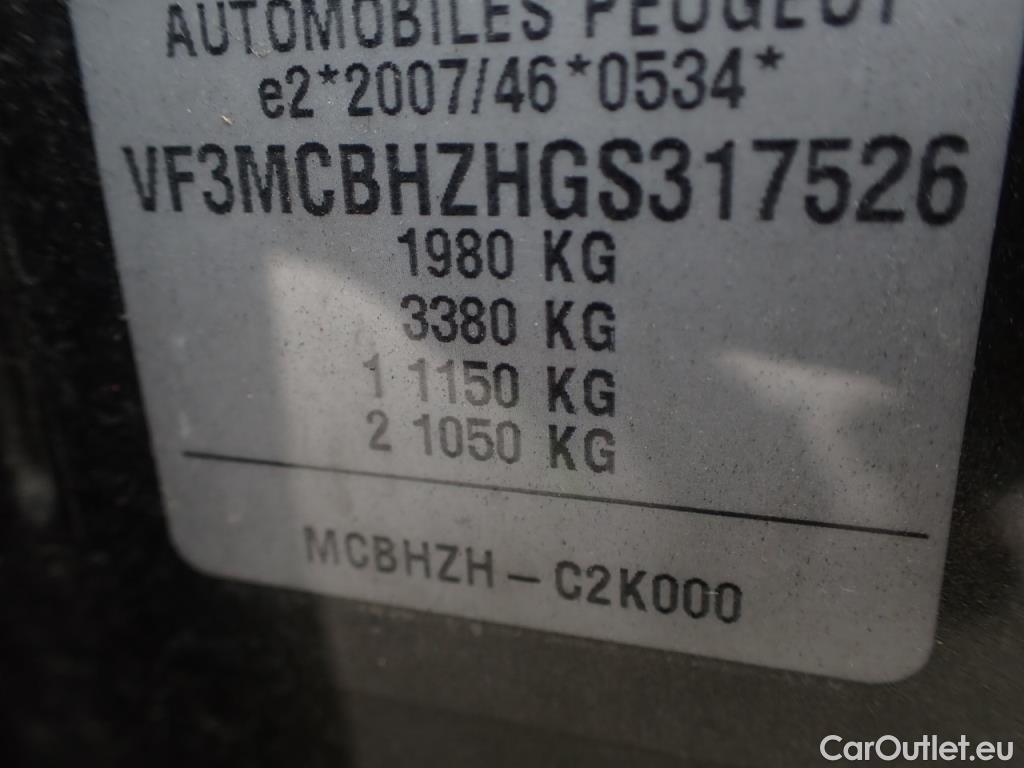 AUTOMOBILES PEUGEOT
e2*2007/46*0534*
VF3MCBHZHGS317526
1980 KG
3380 KG
1 1150 KG
2 1050 KG
MCBHZH - C2K000
CarOutlet.eu